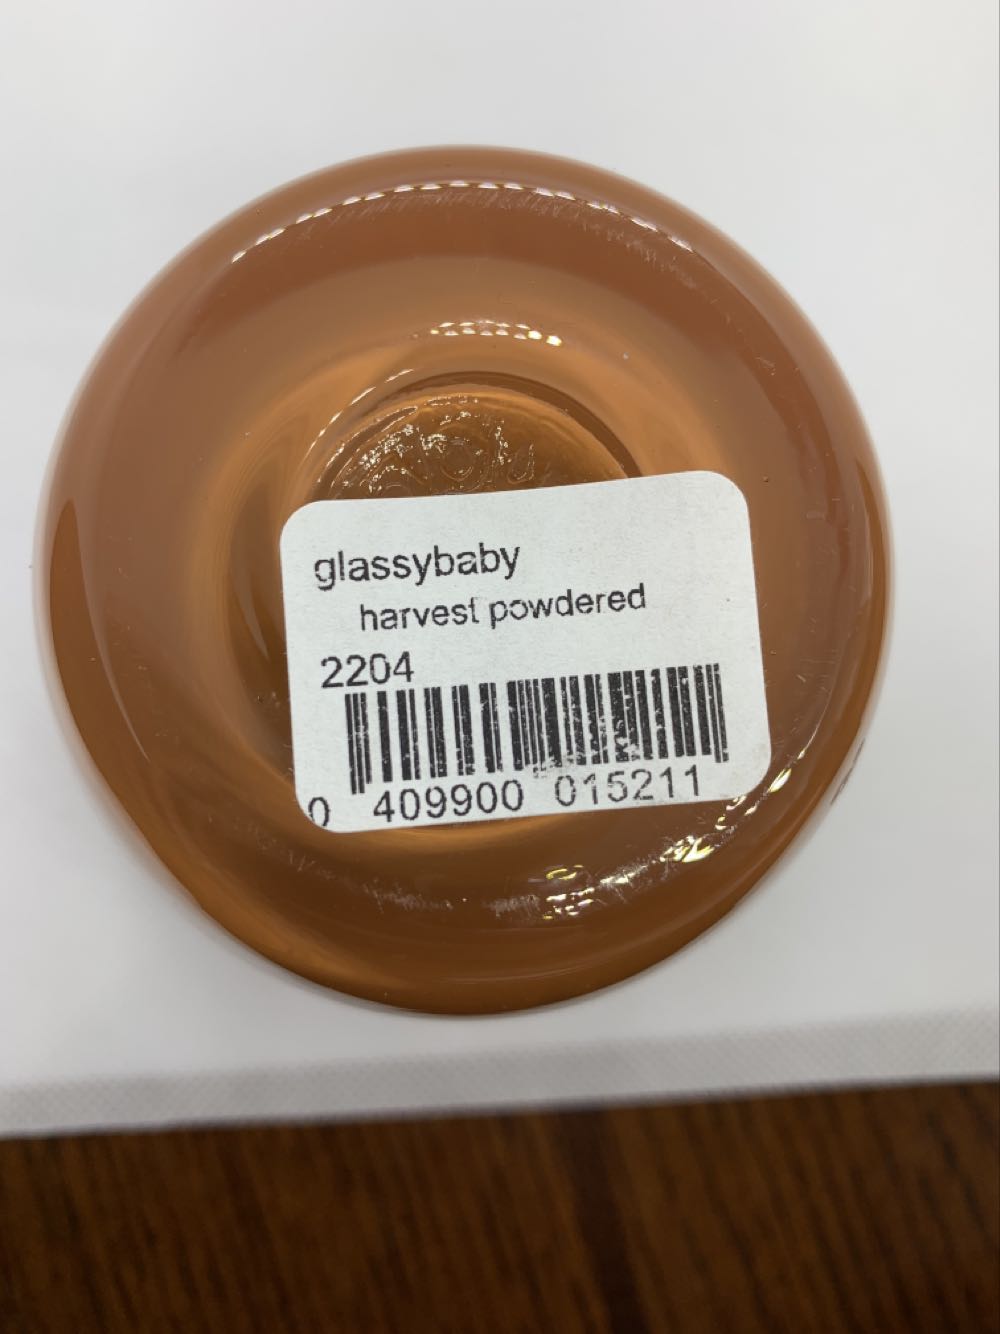 glassybaby
harvest powdered
2204
0 409900 015211